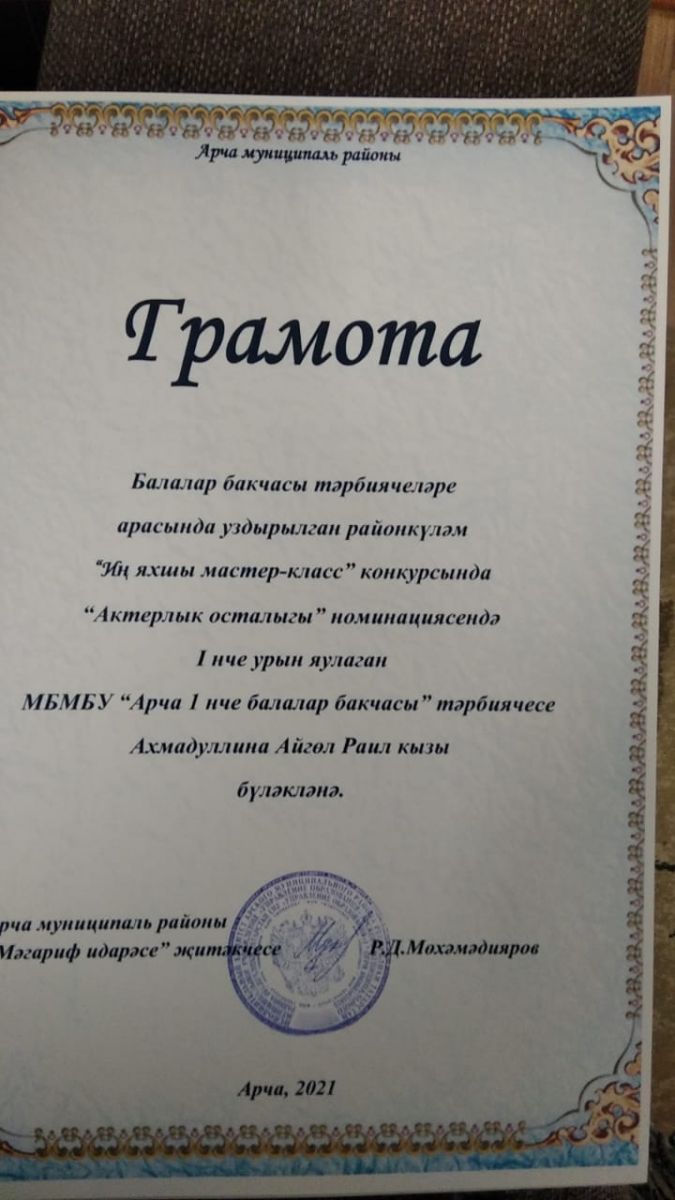 Арча муниципаль районы
Грамота
Балалар бакчасы тәрбиячеләре
арасында уздырылган районкүләм
“Иң яхшы мастер-класс” конкурсында
“Актерлык осталыгы” номинациясендә
I нче урын яулаган
МБМБУ “Арча 1 нче балалар бакчасы” тәрбиячесе
Ахмадуллина Айгөл Раил кызы
бүләкләнә.
рча муниципаль районы
Мәгариф идарәсе” җитәкчесе Р.Д.Мөхәмәдияров
Арча, 2021